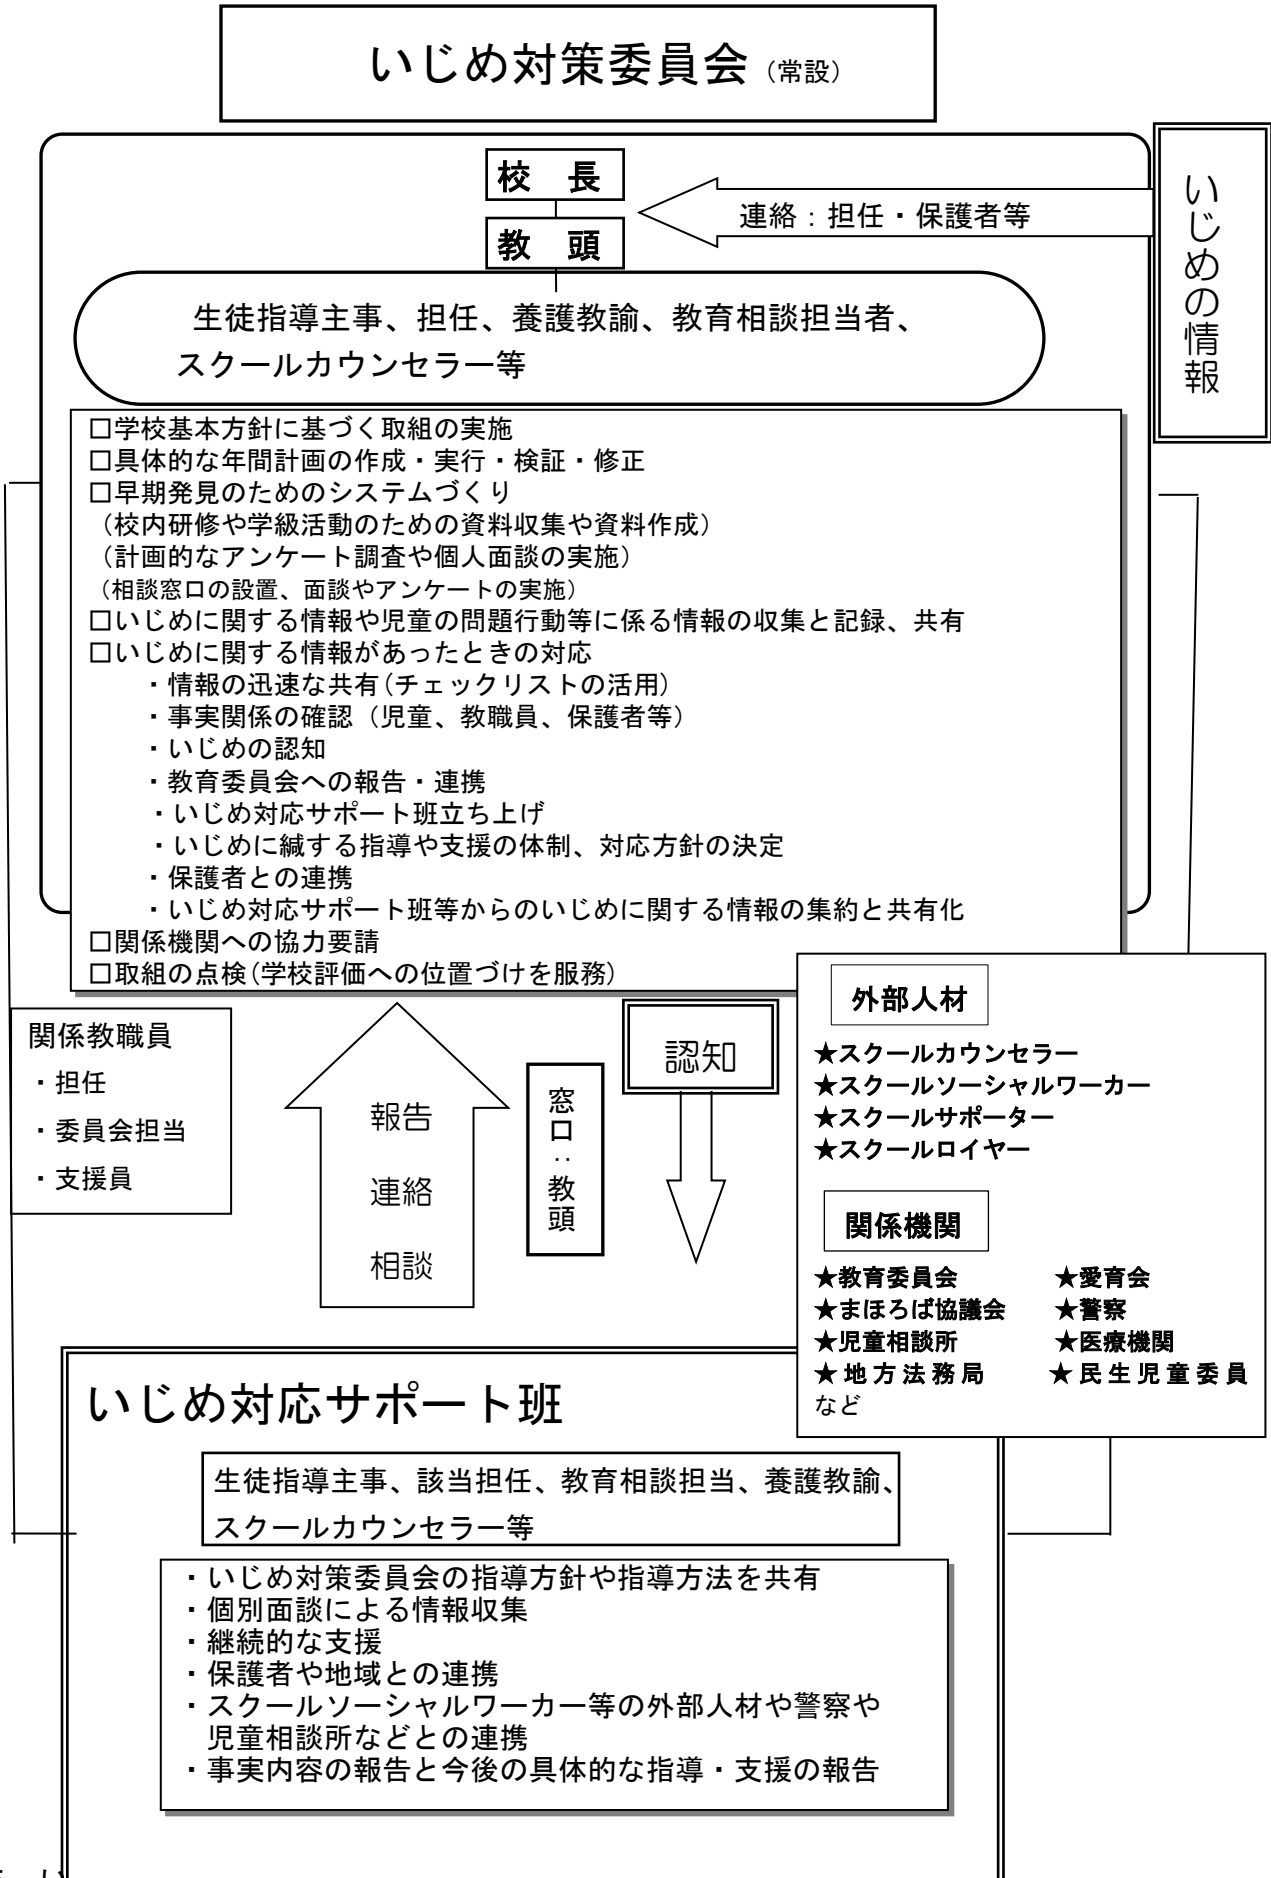 いじめ対策委員会（常設）
校　長
教　頭
連絡：担任・保護者等
いじめの情報
生徒指導主事、担任、養護教諭、教育相談担当者、
スクールカウンセラー等
□学校基本方針に基づく取組の実施
□具体的な年間計画の作成・実行・検証・修正
□早期発見のためのシステムづくり
（校内研修や学級活動のための資料収集や資料作成）
（計画的なアンケート調査や個人面談の実施）
（相談窓口の設置、面談やアンケートの実施）
□いじめに関する情報や児童の問題行動等に係る情報の収集と記録、共有
□いじめに関する情報があったときの対応
・情報の迅速な共有（チェックリストの活用）
・事実関係の確認（児童、教職員、保護者等）
・いじめの認知
・教育委員会への報告・連携
・いじめ対応サポート班立ち上げ
・いじめに緘する指導や支援の体制、対応方針の決定
・保護者との連携
・いじめ対応サポート班等からのいじめに関する情報の集約と共有化
□関係機関への協力要請
□取組の点検（学校評価への位置づけを服務）
関係教職員
・担任
・委員会担当
・支援員
報告
連絡
相談
窓口：教頭
認知
外部人材
★スクールカウンセラー
★スクールソーシャルワーカー
★スクールサポーター
★スクールロイヤー
関係機関
★教育委員会　★愛育会
★まほろば協議会　★警察
★児童相談所　★医療機関
★地方法務局　★民生児童委員
など
いじめ対応サポート班
生徒指導主事、該当担任、教育相談担当、養護教諭、
スクールカウンセラー等
・いじめ対策委員会の指導方針や指導方法を共有
・個別面談による情報収集
・継続的な支援
・保護者や地域との連携
・スクールソーシャルワーカー等の外部人材や警察や
児童相談所などとの連携
・事実内容の報告と今後の具体的な指導・支援の報告